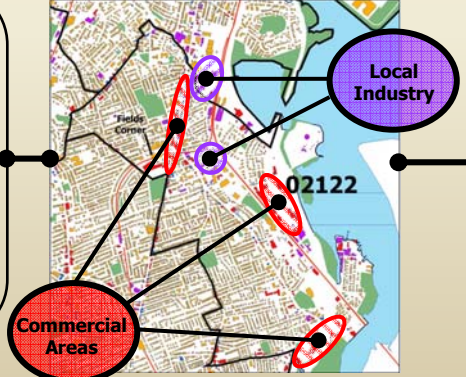 Local
Industry
"Fields
Corner
02122
Commercial
Areas